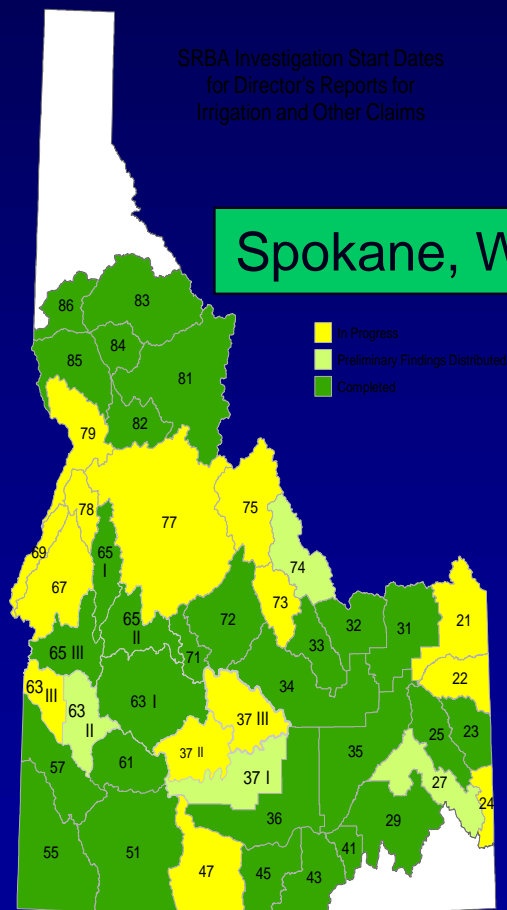 SRBA Investigation Start Dates
for Director's Reports for
Irrigation and Other Claims
Spokane, W
In Progress
Preliminary Findings Distributed
Completed
86
83
84
85
81
82
79
78
77
75
74
69
67
65
I
73
65
II
72
71
33
32
31
21
65 III
22
63
III
63
II
63 I
34
37 III
37 II
37 I
25
23
35
27
24
57
61
36
29
55
51
47
45
43
41